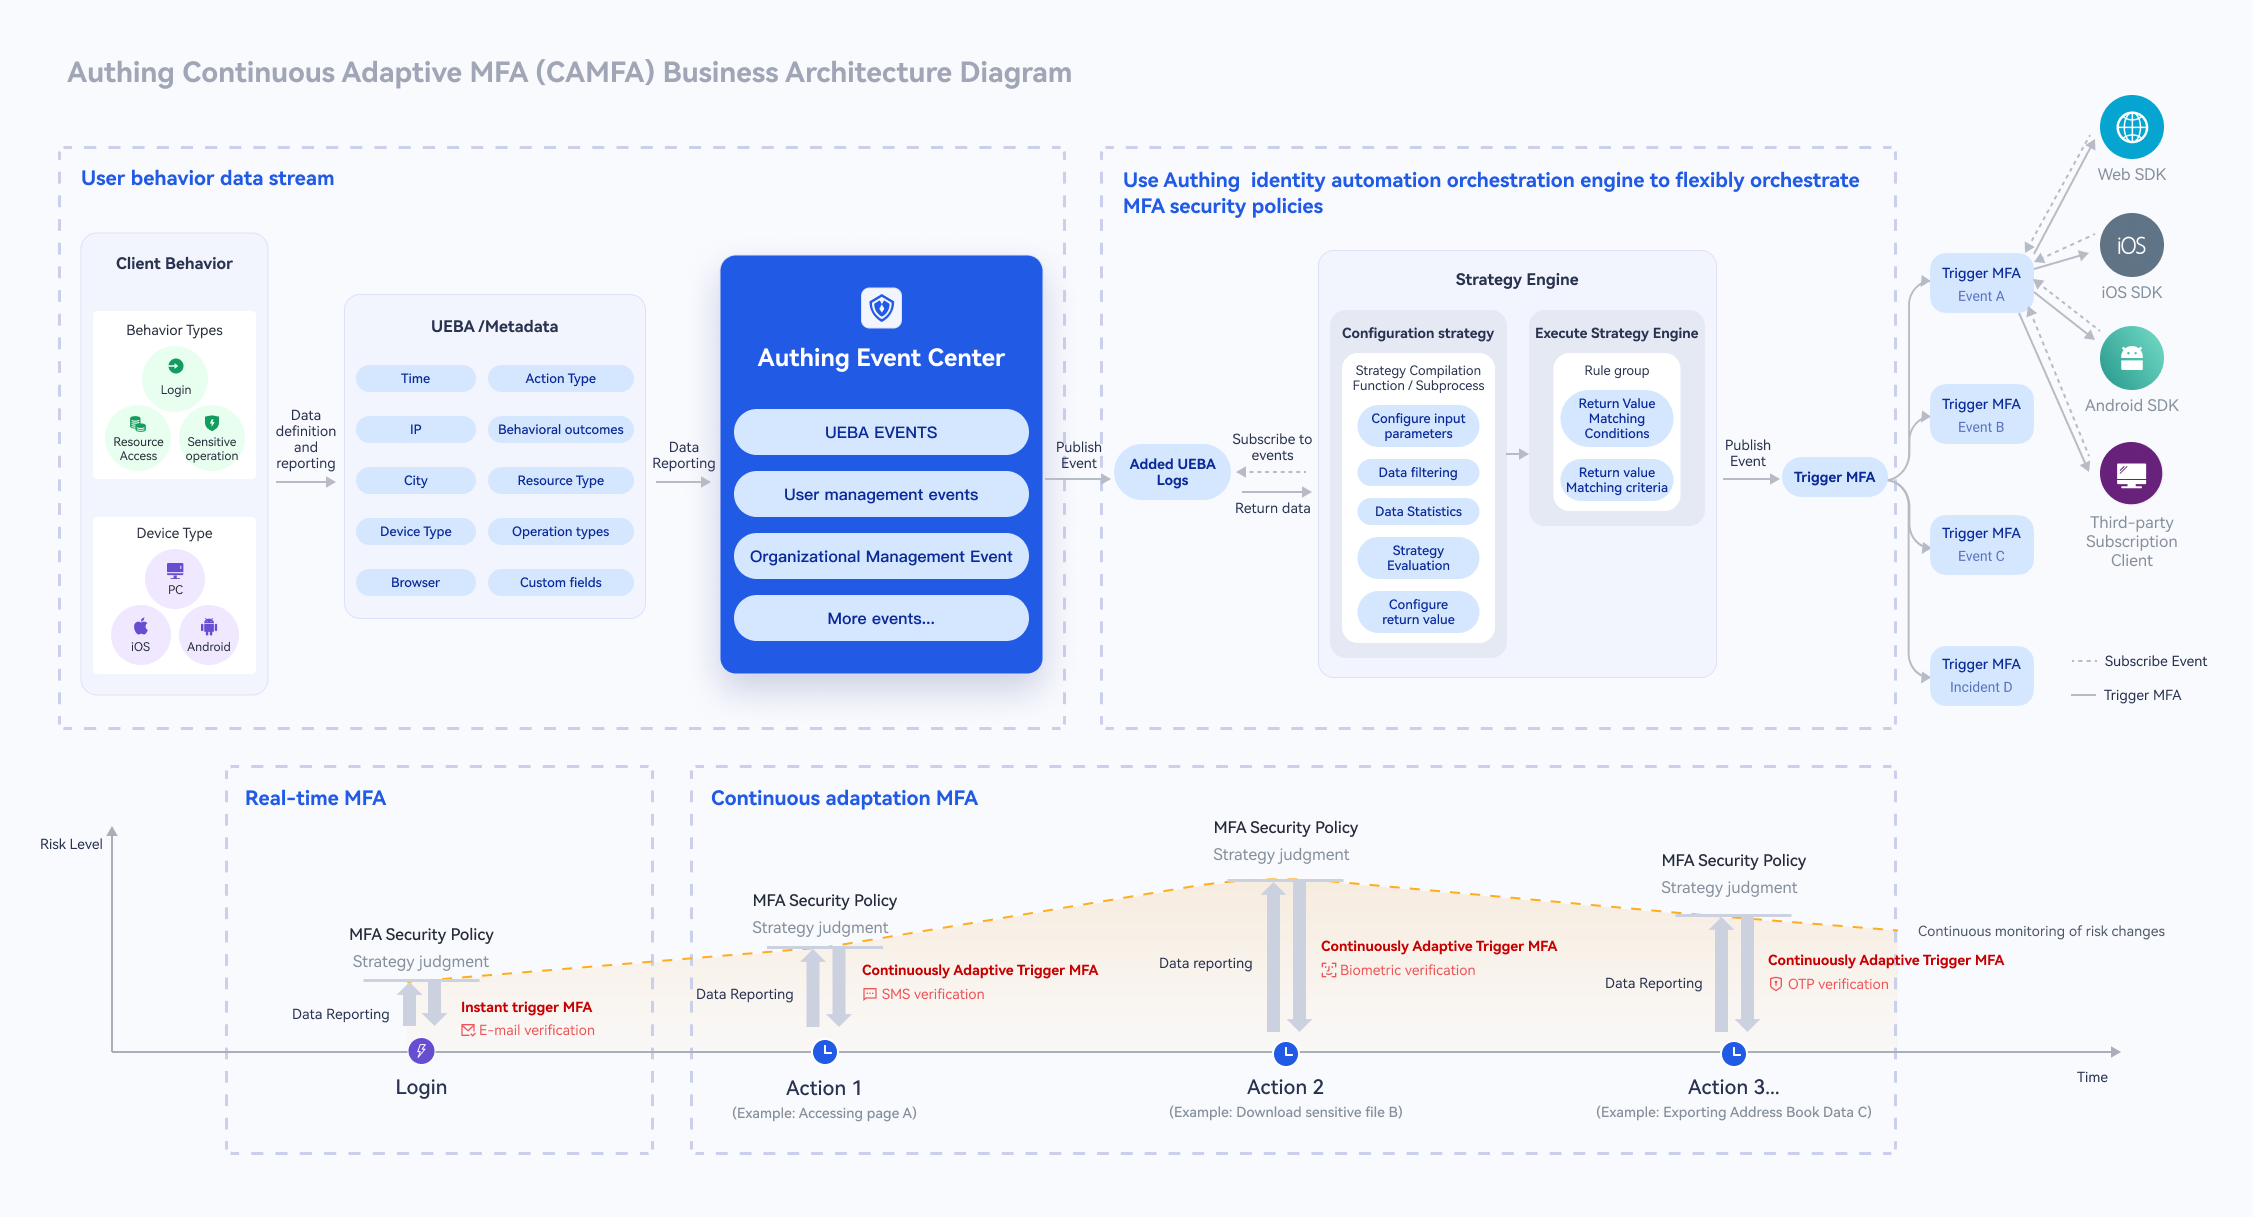 Authing Continuous Adaptive MFA (CAMFA) Business Architecture Diagram
User behavior data stream
Client Behavior
Behavior Types
Login
Resource
Access
Sensitive
operation
Device Type
PC
iOS
Android
Data
definition
and
reporting
UEBA /Metadata
Time
Action Type
IP
Behavioral outcomes
City
Resource Type
Device Type
Operation types
Browser
Custom fields
Data
Reporting
Authing Event Center
UEBA EVENTS
User management events
Organizational Management Event
More events...
Publish
Event
Use Authing identity automation orchestration engine to flexibly orchestrate
MFA security policies
Added UEBA
Logs
Subscribe to
events
Return data
Strategy Engine
Configuration strategy
Strategy Compilation
Function / Subprocess
Configure input
parameters
Data filtering
Data Statistics
Strategy
Evaluation
Configure
return value
Execute Strategy Engine
Rule group
Return Value
Matching
Conditions
Return value
Matching criteria
Publish
Event
Trigger MFA
Trigger MFA
Event A
Trigger MFA
Event B
Trigger MFA
Event C
Trigger MFA
Incident D
Web SDK
iOS
iOS SDK
Android SDK
Third-party
Subscription
Client
Subscribe Event
Trigger MFA
Real-time MFA
Risk Level
MFA Security Policy
Strategy judgment
Data Reporting
Instant trigger MFA
E-mail verification
Login
Continuous adaptation MFA
MFA Security Policy
Strategy judgment
Data Reporting
Continuously Adaptive Trigger MFA
SMS verification
Action 1
(Example: Accessing page A)
MFA Security Policy
Strategy judgment
Data reporting
Continuously Adaptive Trigger MFA
Biometric verification
Action 2
(Example: Download sensitive file B)
MFA Security Policy
Strategy judgment
Data Reporting
Continuously Adaptive Trigger MFA
OTP verification
Action 3...
(Example: Exporting Address Book Data C)
Continuous monitoring of risk changes
Time